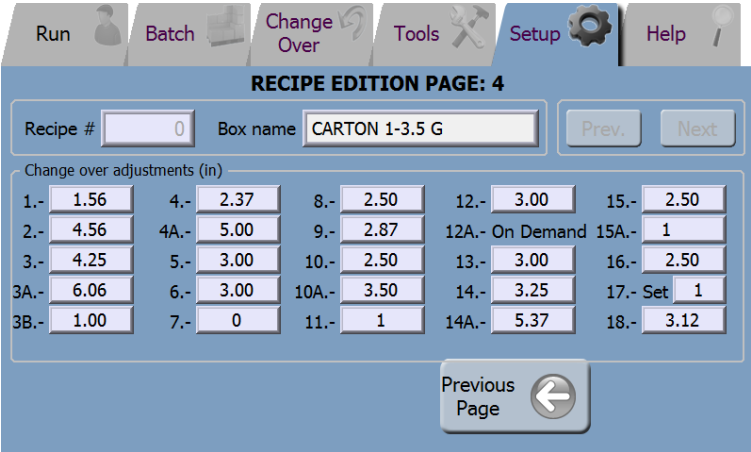 Run Batch Change Over Tools Setup Help
RECIPE EDITION PAGE: 4
Recipe # 0 Box name CARTON 1-3.5 G Prev. Next
Change over adjustments (in)
1.- 1.56 4.- 2.37 8.- 2.50 12.- 3.00 15.- 2.50
2.- 4.56 4A.- 5.00 9.- 2.87 12A.- On Demand 15A.- 1
3.- 4.25 5.- 3.00 10.- 2.50 13.- 3.00 16.- 2.50
3A.- 6.06 6.- 3.00 10A.- 3.50 14.- 3.25 17.- Set 1
3B.- 1.00 7.- 0 11.- 1 14A.- 5.37 18.- 3.12
Previous
Page